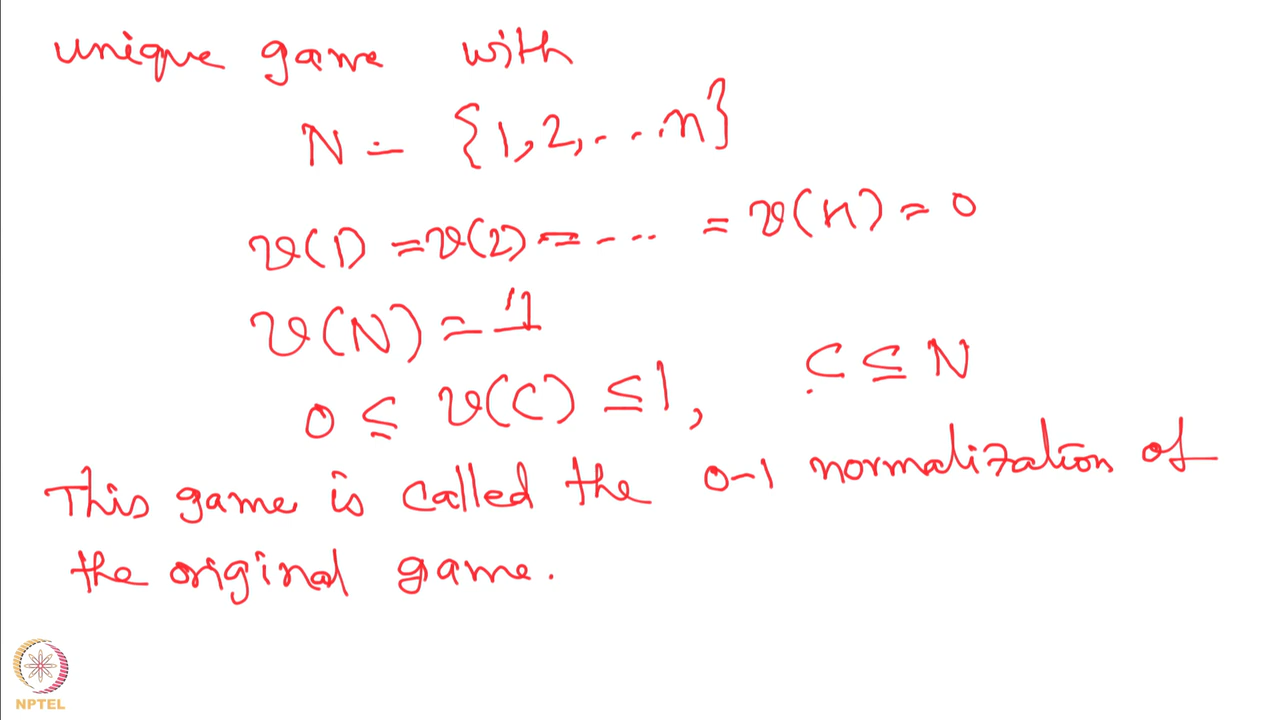 unique game with
N = {1,2,...n}
v(1) = v(2) = --- = v(n) = 0
v(N) = 1
0 ≤ v(C) ≤ 1, C ⊆ N
This game is called the 0-1 normalization of
the original game.
NPTEL